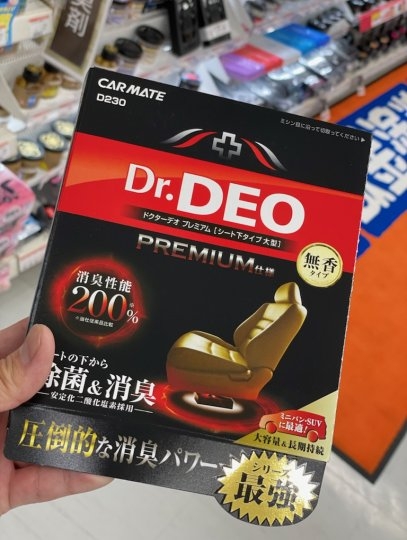 CARMATE
D230
ミシン目に沿って切取ってください
Dr.DEO
ドクターデオ プレミアム [シート下タイプ 大型]
PREMIUM仕様
無香
タイプ
消臭性能
200%
※当社従来品比較
シートの下から
除菌&消臭
安定化二酸化塩素採用
ミニバン・SUV
に最適!
大容量&長期持続
圧倒的な消臭パワー
シリーズ
最強